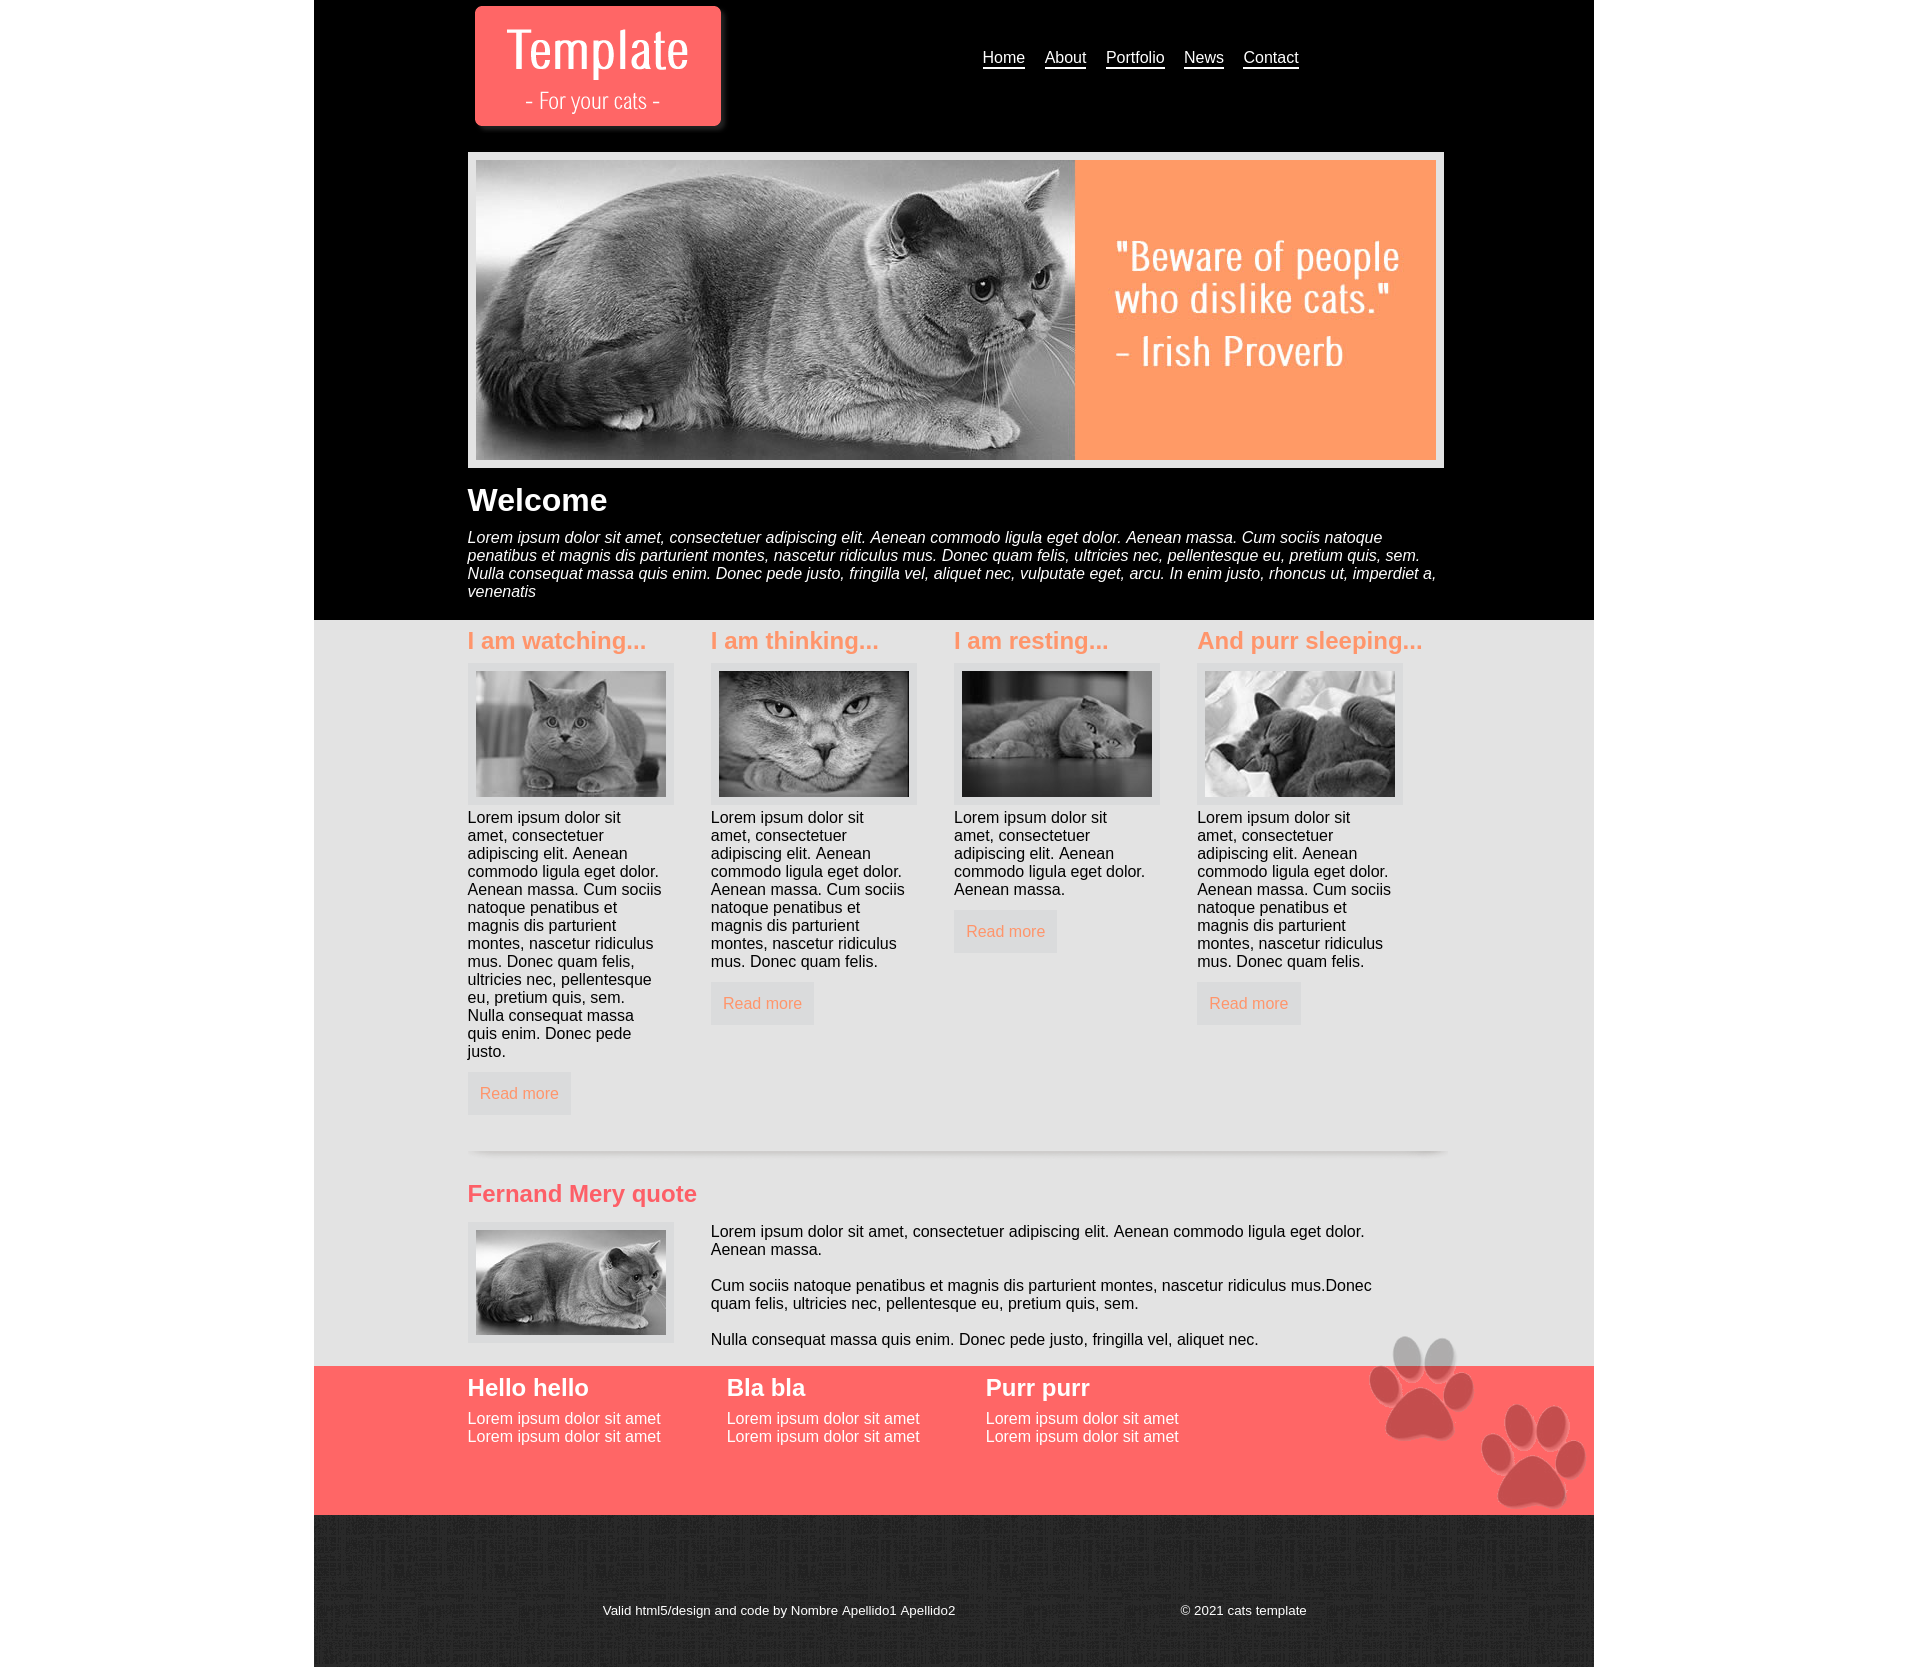 Template
- For your cats -
Home About Portfolio News Contact
"Beware of people
who dislike cats."
- Irish Proverb
Welcome
Lorem ipsum dolor sit amet, consectetuer adipiscing elit. Aenean commodo ligula eget dolor. Aenean massa. Cum sociis natoque
penatibus et magnis dis parturient montes, nascetur ridiculus mus. Donec quam felis, ultricies nec, pellentesque eu, pretium quis, sem.
Nulla consequat massa quis enim. Donec pede justo, fringilla vel, aliquet nec, vulputate eget, arcu. In enim justo, rhoncus ut, imperdiet a,
venenatis
I am watching...
Lorem ipsum dolor sit
amet, consectetuer
adipiscing elit. Aenean
commodo ligula eget dolor.
Aenean massa. Cum sociis
natoque penatibus et
magnis dis parturient
montes, nascetur ridiculus
mus. Donec quam felis,
ultricies nec, pellentesque
eu, pretium quis, sem.
Nulla consequat massa
quis enim. Donec pede
justo.
Read more
I am thinking...
Lorem ipsum dolor sit
amet, consectetuer
adipiscing elit. Aenean
commodo ligula eget dolor.
Aenean massa. Cum sociis
natoque penatibus et
magnis dis parturient
montes, nascetur ridiculus
mus. Donec quam felis.
Read more
I am resting...
Lorem ipsum dolor sit
amet, consectetuer
adipiscing elit. Aenean
commodo ligula eget dolor.
Aenean massa.
Read more
And purr sleeping...
Lorem ipsum dolor sit
amet, consectetuer
adipiscing elit. Aenean
commodo ligula eget dolor.
Aenean massa. Cum sociis
natoque penatibus et
magnis dis parturient
montes, nascetur ridiculus
mus. Donec quam felis.
Read more
Fernand Mery quote
Lorem ipsum dolor sit amet, consectetuer adipiscing elit. Aenean commodo ligula eget dolor.
Aenean massa.
Cum sociis natoque penatibus et magnis dis parturient montes, nascetur ridiculus mus.Donec
quam felis, ultricies nec, pellentesque eu, pretium quis, sem.
Nulla consequat massa quis enim. Donec pede justo, fringilla vel, aliquet nec.
Hello hello
Lorem ipsum dolor sit amet
Lorem ipsum dolor sit amet
Bla bla
Lorem ipsum dolor sit amet
Lorem ipsum dolor sit amet
Purr purr
Lorem ipsum dolor sit amet
Lorem ipsum dolor sit amet
Valid html5/design and code by Nombre Apellido1 Apellido2
© 2021 cats template